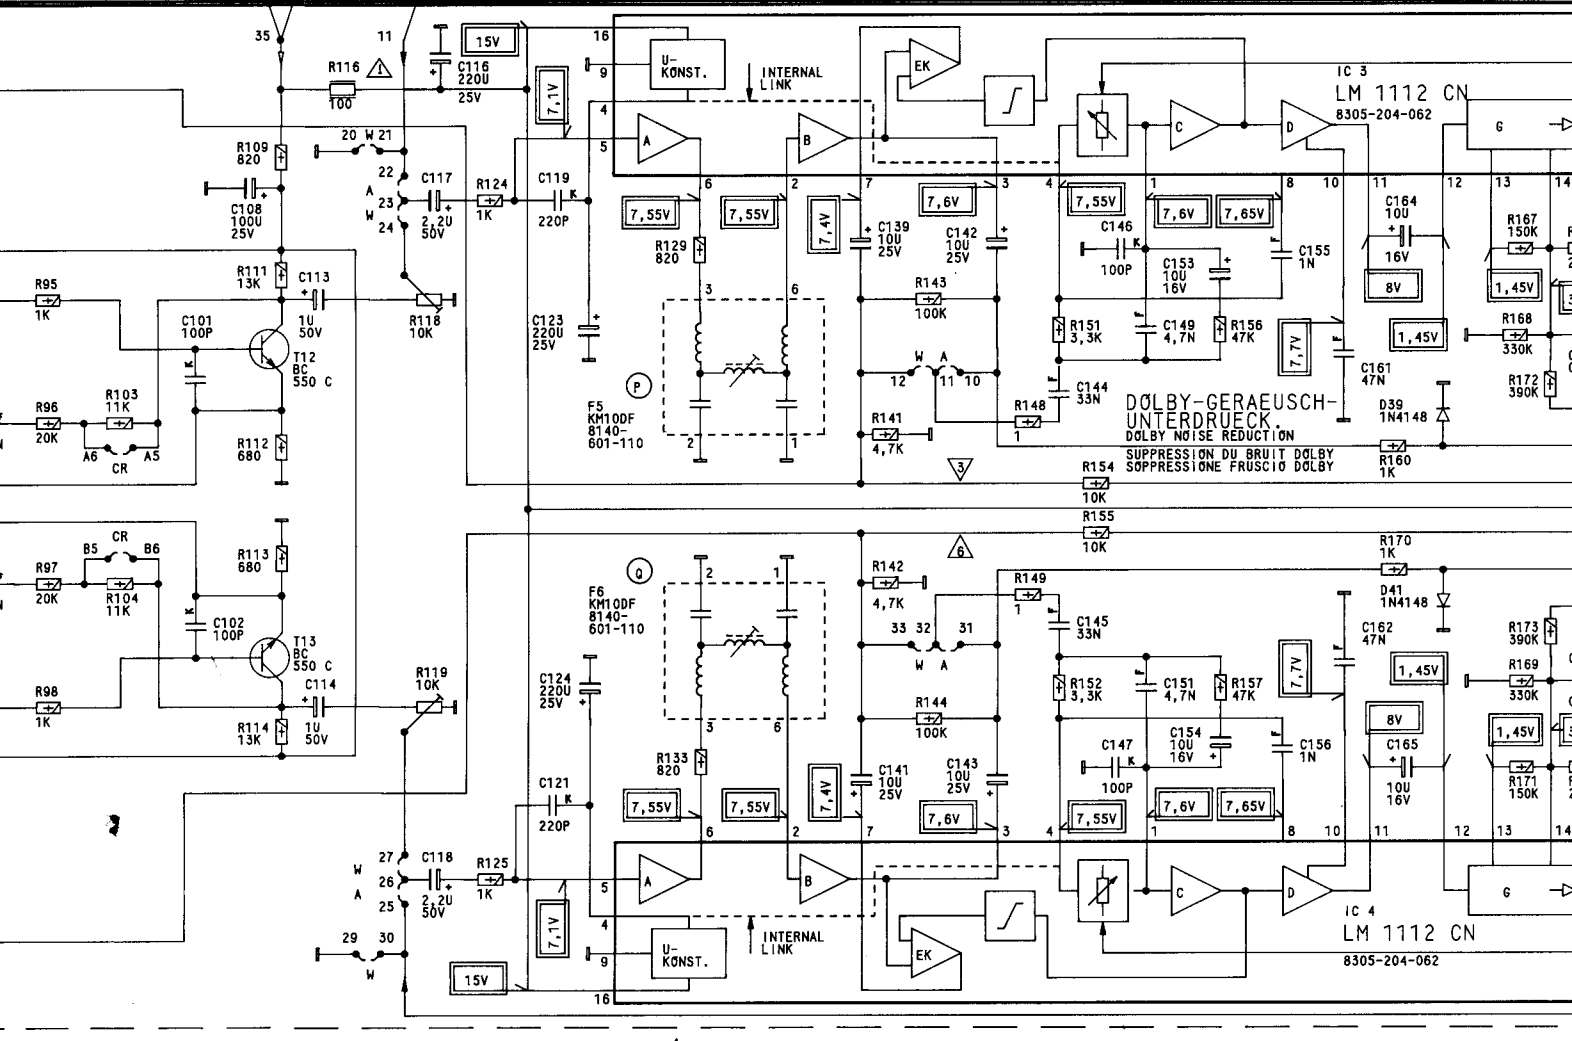 35
11
R116
100
1
C116
220U
25V
15V
7,1V
16
9
4
5
U-
KONST.
INTERNAL
LINK
A
B
EK
IC 3
LM 1112 CN
8305-204-062
C
D
G
20 W 21
R109
820
C108
100U
25V
22
A
23
W
24
C117
2,2U
50V
R124
1K
C119
K
220P
6
2
7
3
4
1
8
10
11
12
13
14
7,55V
7,55V
7,4V
7,6V
7,55V
7,6V
7,65V
R129
820
C139
10U
25V
C142
10U
25V
C146
K
100P
C153
10U
16V
F
C155
1N
C164
10U
16V
8V
R167
150K
1,45V
R111
13K
C113
1U
50V
R95
1K
C101
100P
K
T12
BC
550 C
R118
10K
C123
220U
25V
3
6
R143
100K
R151
3,3K
F
C149
4,7N
R156
47K
7,7V
F
C161
47N
1,45V
R168
330K
R172
390K
P
F5
KM10DF
8140-
601-110
2
1
W A
12 11 10
R141
4,7K
R148
1
F
C144
33N
DOLBY-GERAEUSCH-
UNTERDRUECK.
DOLBY NOISE REDUCTION
SUPPRESSION DU BRUIT DOLBY
SOPPRESSIONE FRUSCIO DOLBY
D39
1N4148
R160
1K
R96
20K
R103
11K
A6 A5
CR
R112
680
3
R154
10K
R155
10K
6
CR
B5 B6
R97
20K
R104
11K
R113
680
K
C102
100P
T13
BC
550 C
R98
1K
C114
1U
50V
R114
13K
R119
10K
Q
F6
KM10DF
8140-
601-110
2
1
3
6
C124
220U
25V
R142
4,7K
R149
1
F
C145
33N
33 32 31
W A
R144
100K
R152
3,3K
F
C151
4,7N
R157
47K
7,7V
F
C162
47N
R170
1K
D41
1N4148
1,45V
R173
390K
R169
330K
8V
1,45V
R133
820
C121
K
220P
7,55V
7,55V
7,4V
C141
10U
25V
C143
10U
25V
7,6V
C147
K
100P
C154
10U
16V
F
C156
1N
C165
10U
16V
R171
150K
7,55V
7,6V
7,65V
6
2
7
3
4
1
8
10
11
12
13
14
27
W
26
A
25
C118
2,2U
50V
R125
1K
29 30
W
7,1V
15V
5
4
9
16
A
B
U-
KONST.
INTERNAL
LINK
EK
C
D
G
IC 4
LM 1112 CN
8305-204-062